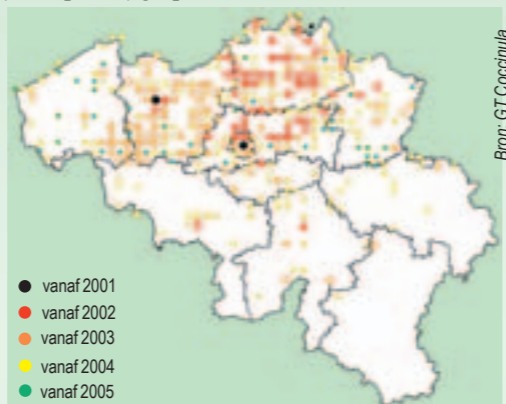 Bron: GT Coccinula
vanaf 2001
vanaf 2002
vanaf 2003
vanaf 2004
vanaf 2005